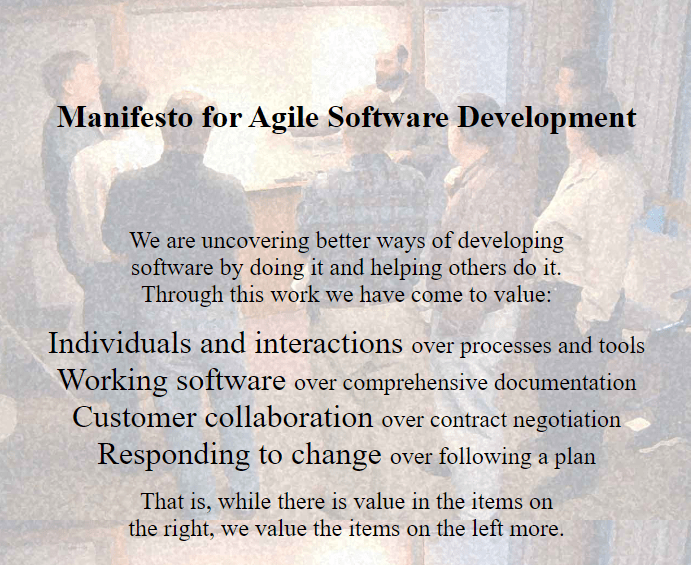 Manifesto for Agile Software Development
We are uncovering better ways of developing
software by doing it and helping others do it.
Through this work we have come to value:
Individuals and interactions over processes and tools
Working software over comprehensive documentation
Customer collaboration over contract negotiation
Responding to change over following a plan
That is, while there is value in the items on
the right, we value the items on the left more.